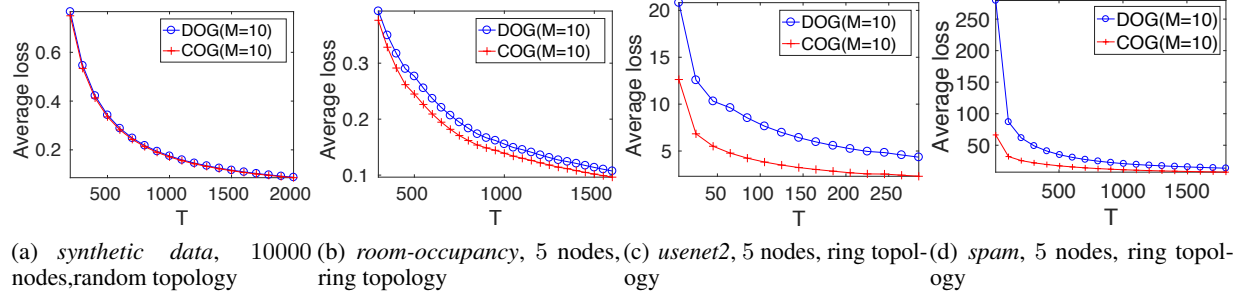 0.6
0.4
0.2
500 1000 1500 2000
Average loss
T
DOG(M=10)
COG(M=10)
0.3
0.2
0.1
500 1000 1500
Average loss
T
DOG(M=10)
COG(M=10)
20
15
10
5
50 100 150 200 250
Average loss
T
DOG(M=10)
COG(M=10)
250
200
150
100
50
500 1000 1500
Average loss
T
DOG(M=10)
COG(M=10)
(a) synthetic data, 10000
nodes,random topology
(b) room-occupancy, 5 nodes,
ring topology
(c) usenet2, 5 nodes, ring topol-
ogy
(d) spam, 5 nodes, ring topol-
ogy